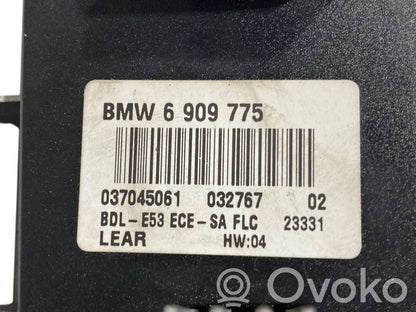 BMW 6 909 775
037045061 032767 02
BDL-E53 ECE-SA FLC 23331
LEAR HW:04
Ovoko